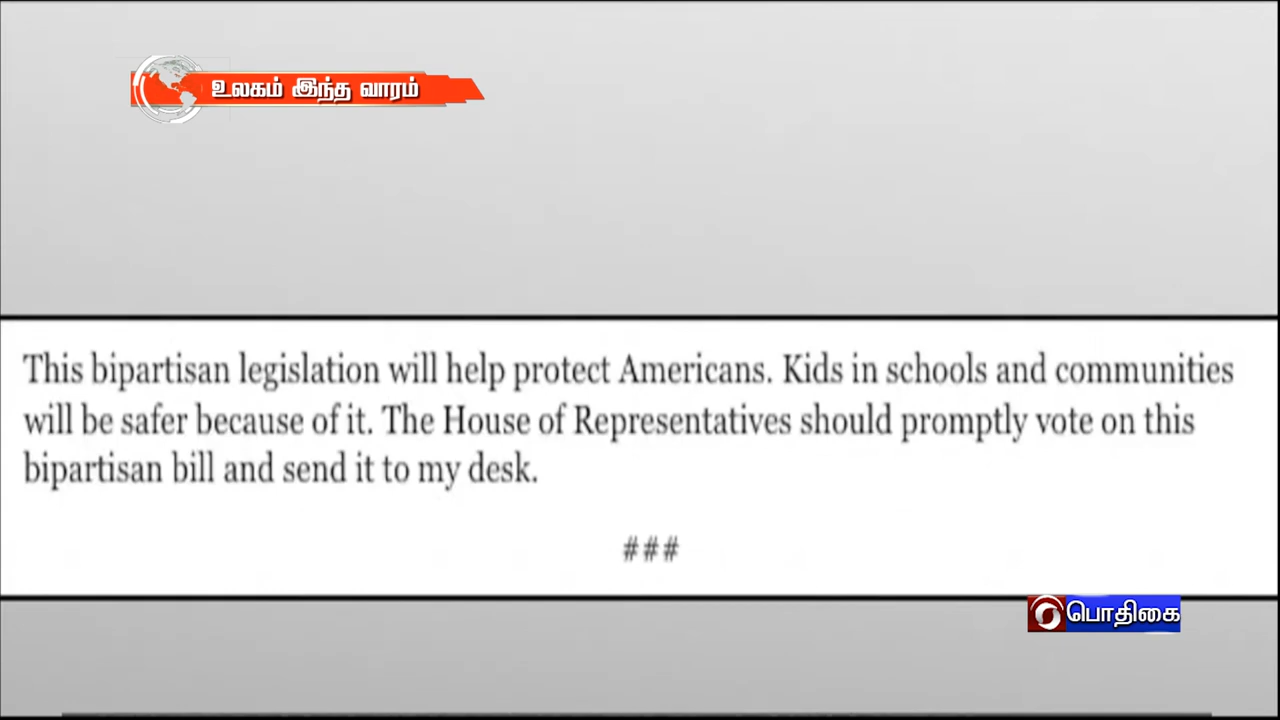 உலகம் இந்த வாரம்
This bipartisan legislation will help protect Americans. Kids in schools and communities
will be safer because of it. The House of Representatives should promptly vote on this
bipartisan bill and send it to my desk.
###
பொதிகை